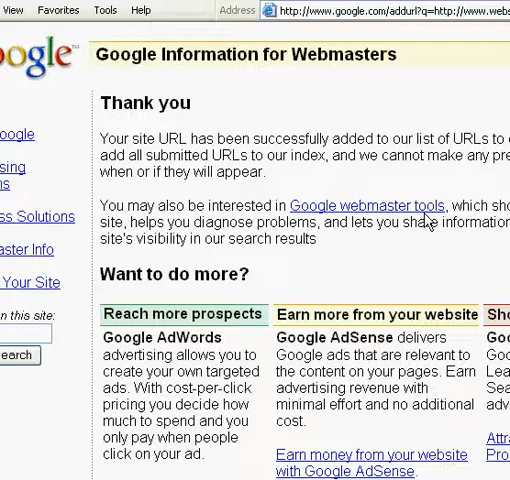 View Favorites Tools Help Address http://www.google.com/addurl?q=http://www.webs
oogle™ Google Information for Webmasters
Thank you
Your site URL has been successfully added to our list of URLs to
add all submitted URLs to our index, and we cannot make any pre
when or if they will appear.
You may also be interested in Google webmaster tools, which sho
site, helps you diagnose problems, and lets you share information
site's visibility in our search results
Want to do more?
oogle
sing
s
ss Solutions
aster Info
Your Site
n this site:
earch
Reach more prospects
Google AdWords
advertising allows you to
create your own targeted
ads. With cost-per-click
pricing you decide how
much to spend and you
only pay when people
click on your ad.
Earn more from your website
Google AdSense delivers
Google ads that are relevant to
the content on your pages. Earn
advertising revenue with
minimal effort and no additional
cost.
Earn money from your website
with Google AdSense.
Sho
Goo
Goo
Lea
Sea
adv
Attra
Pro